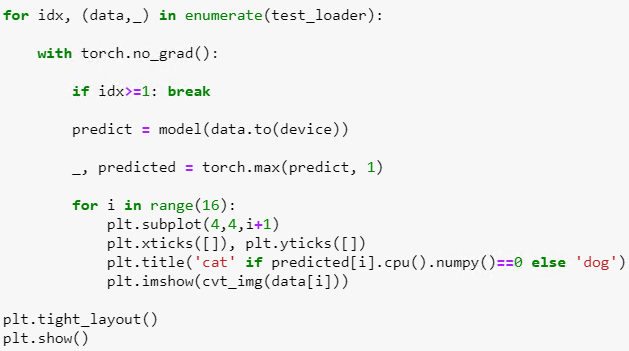 for idx, (data,_) in enumerate(test_loader):
    with torch.no_grad():
        if idx>=1: break
        predict = model(data.to(device))
        _, predicted = torch.max(predict, 1)
        for i in range(16):
            plt.subplot(4,4,i+1)
            plt.xticks([]), plt.yticks([])
            plt.title('cat' if predicted[i].cpu().numpy()==0 else 'dog')
            plt.imshow(cvt_img(data[i]))
plt.tight_layout()
plt.show()